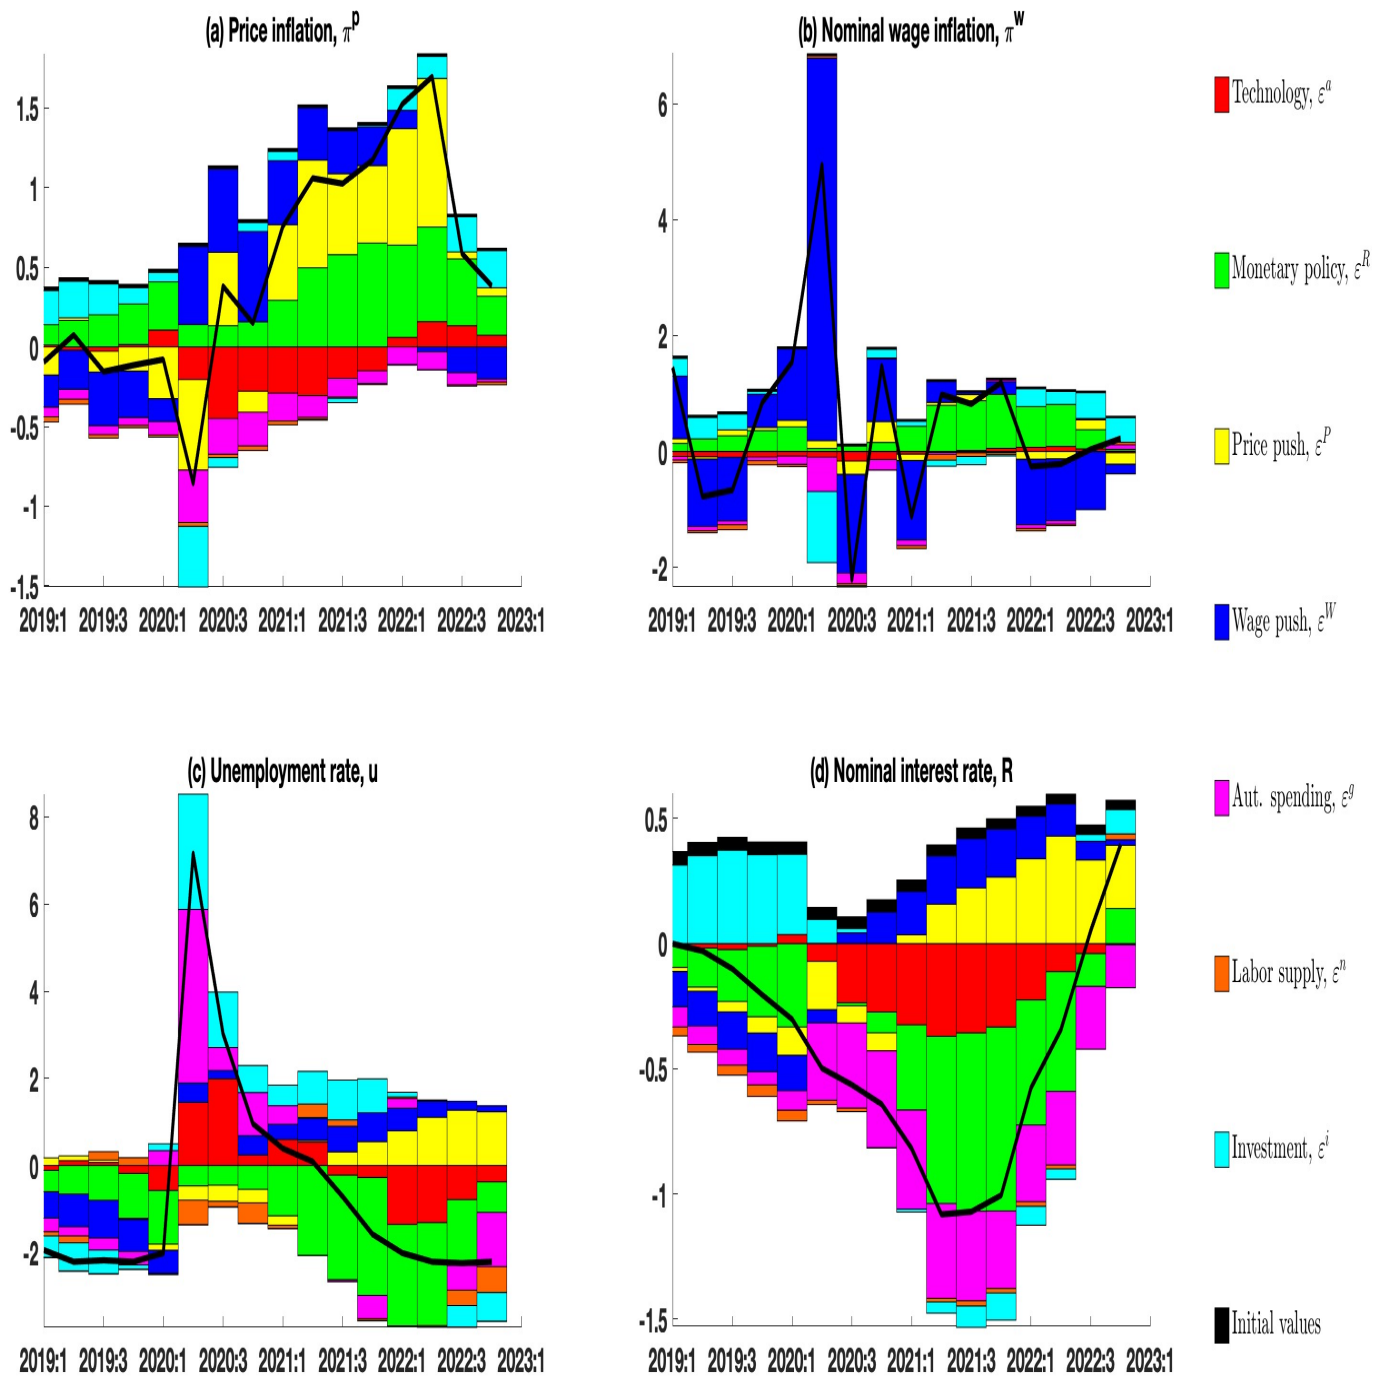 (a) Price inflation, π^p
1.5
1
0.5
0
-0.5
-1
-1.5
2019:1 2019:3 2020:1 2020:3 2021:1 2021:3 2022:1 2022:3 2023:1
(b) Nominal wage inflation, π^w
6
4
2
0
-2
2019:1 2019:3 2020:1 2020:3 2021:1 2021:3 2022:1 2022:3 2023:1
(c) Unemployment rate, u
8
6
4
2
0
-2
2019:1 2019:3 2020:1 2020:3 2021:1 2021:3 2022:1 2022:3 2023:1
(d) Nominal interest rate, R
0.5
0
-0.5
-1
-1.5
2019:1 2019:3 2020:1 2020:3 2021:1 2021:3 2022:1 2022:3 2023:1
Technology, ε^a
Monetary policy, ε^R
Price push, ε^P
Wage push, ε^W
Aut. spending, ε^g
Labor supply, ε^n
Investment, ε^i
Initial values